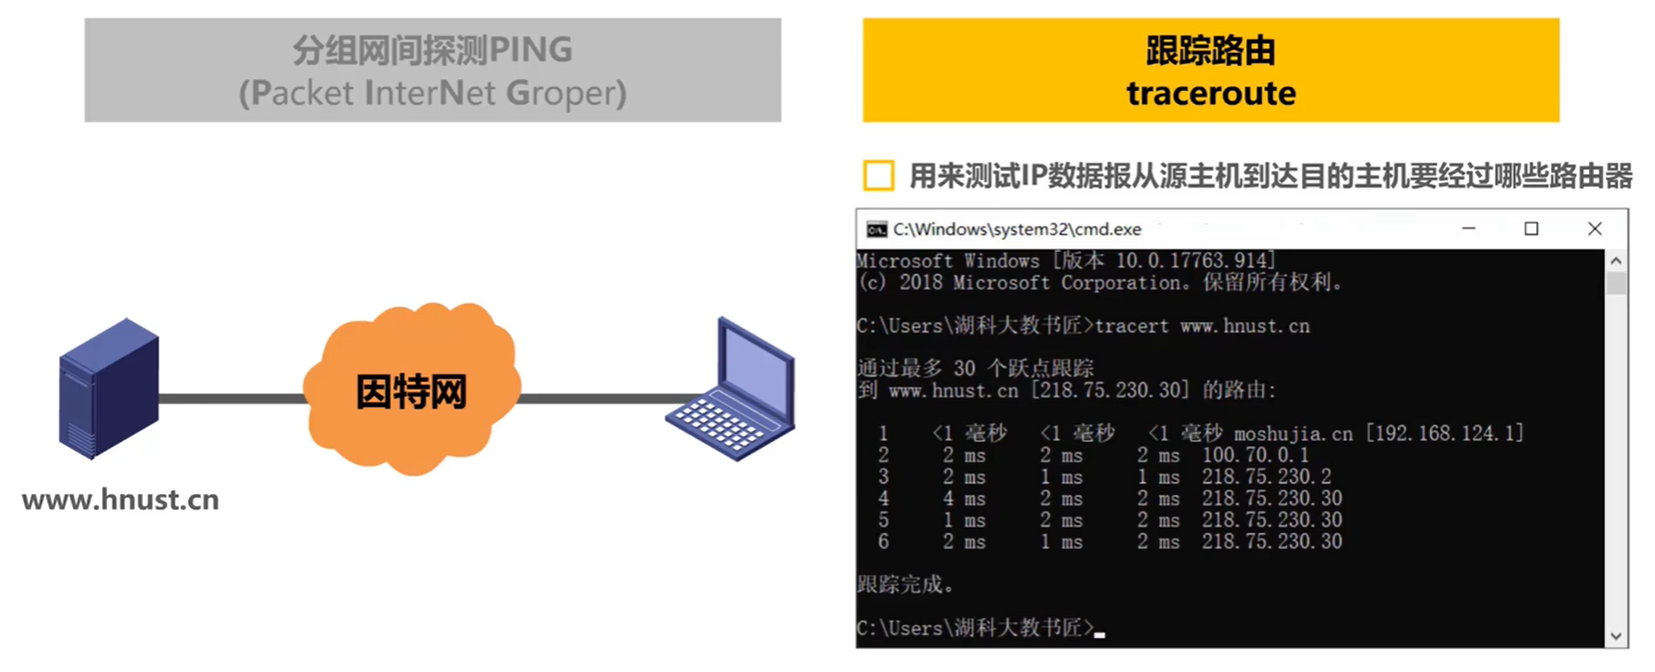 分组网间探测PING
(Packet InterNet Groper)
跟踪路由
traceroute
用来测试IP数据报从源主机到达目的主机要经过哪些路由器
因特网
www.hnust.cn
C:\Windows\system32\cmd.exe
Microsoft Windows [版本 10.0.17763.914]
(c) 2018 Microsoft Corporation。保留所有权利。
C:\Users\湖科大教书匠>tracert www.hnust.cn
通过最多 30 个跃点跟踪
到 www.hnust.cn [218.75.230.30] 的路由:
1 <1 毫秒 <1 毫秒 <1 毫秒 moshujia.cn [192.168.124.1]
2 2 ms 2 ms 2 ms 100.70.0.1
3 2 ms 1 ms 1 ms 218.75.230.2
4 4 ms 2 ms 2 ms 218.75.230.30
5 1 ms 2 ms 2 ms 218.75.230.30
6 2 ms 1 ms 2 ms 218.75.230.30
跟踪完成。
C:\Users\湖科大教书匠>